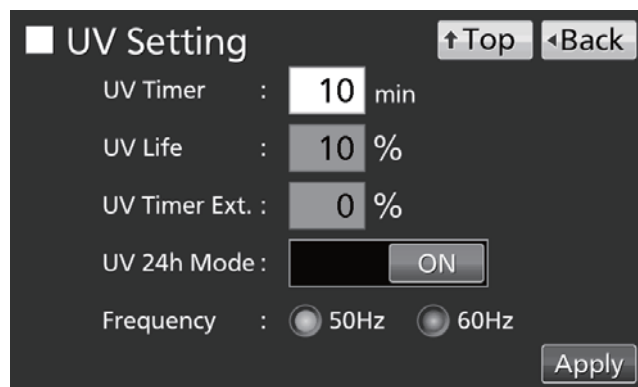 UV Setting ↑Top ◂Back
UV Timer : 10 min
UV Life : 10 %
UV Timer Ext. : 0 %
UV 24h Mode : ON
Frequency : 50Hz 60Hz
Apply